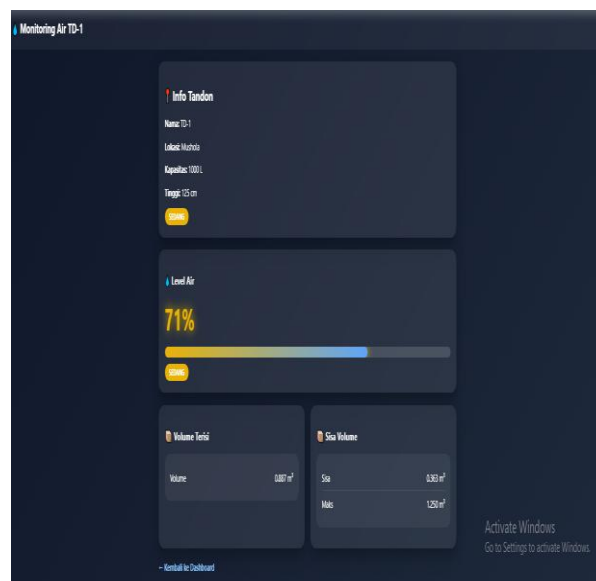 Monitoring Air TD-1
Info Tandon
Nama: TD-1
Lokasi: Mushola
Kapasitas: 1000 L
Tinggi: 125 cm
SEDANG
Level Air
71%
SEDANG
Volume Terisi
Volume 0.887 m³
Sisa Volume
Sisa 0.363 m³
Maks 1.250 m³
← Kembali ke Dashboard
Activate Windows
Go to Settings to activate Windows.